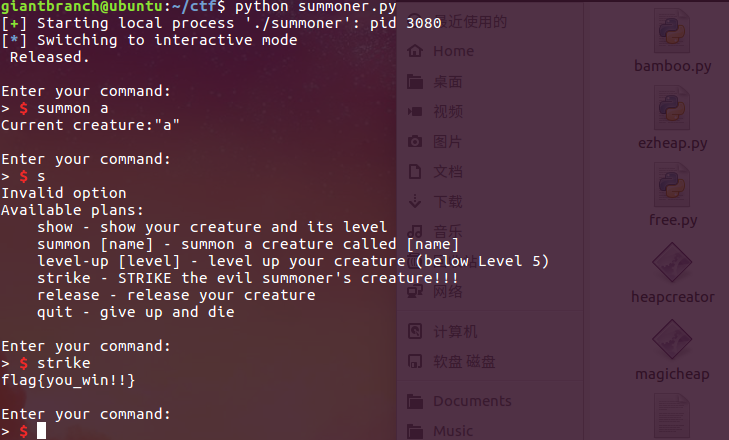 giantbranch@ubuntu:~/ctf$ python summoner.py
[+] Starting local process './summoner': pid 3080
[*] Switching to interactive mode
 Released.
Enter your command:
> $ summon a
Current creature:"a"
Enter your command:
> $ s
Invalid option
Available plans:
    show - show your creature and its level
    summon [name] - summon a creature called [name]
    level-up [level] - level up your creature (below Level 5)
    strike - STRIKE the evil summoner's creature!!!
    release - release your creature
    quit - give up and die
Enter your command:
> $ strike
flag{you_win!!}
Enter your command:
> $
最近使用的
Home
桌面
视频
图片
文档
下载
音乐
网络
计算机
软盘 磁盘
Documents
Music
bamboo.py
ezheap.py
free.py
heapcreator
magicheap